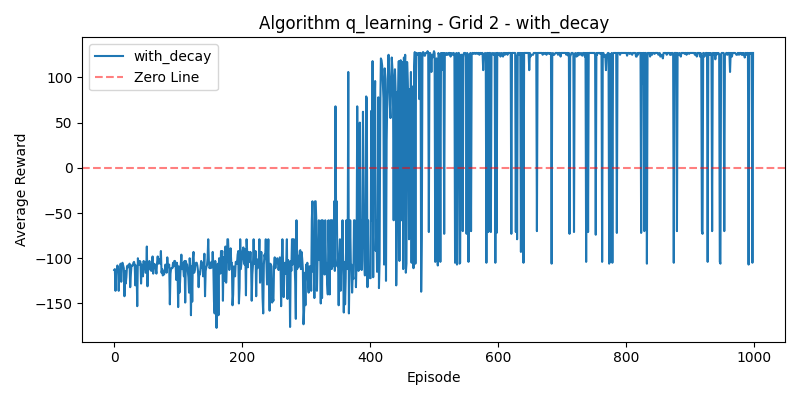 Algorithm q_learning - Grid 2 - with_decay
with_decay
Zero Line
Average Reward
100
50
0
−50
−100
−150
0
200
400
600
800
1000
Episode